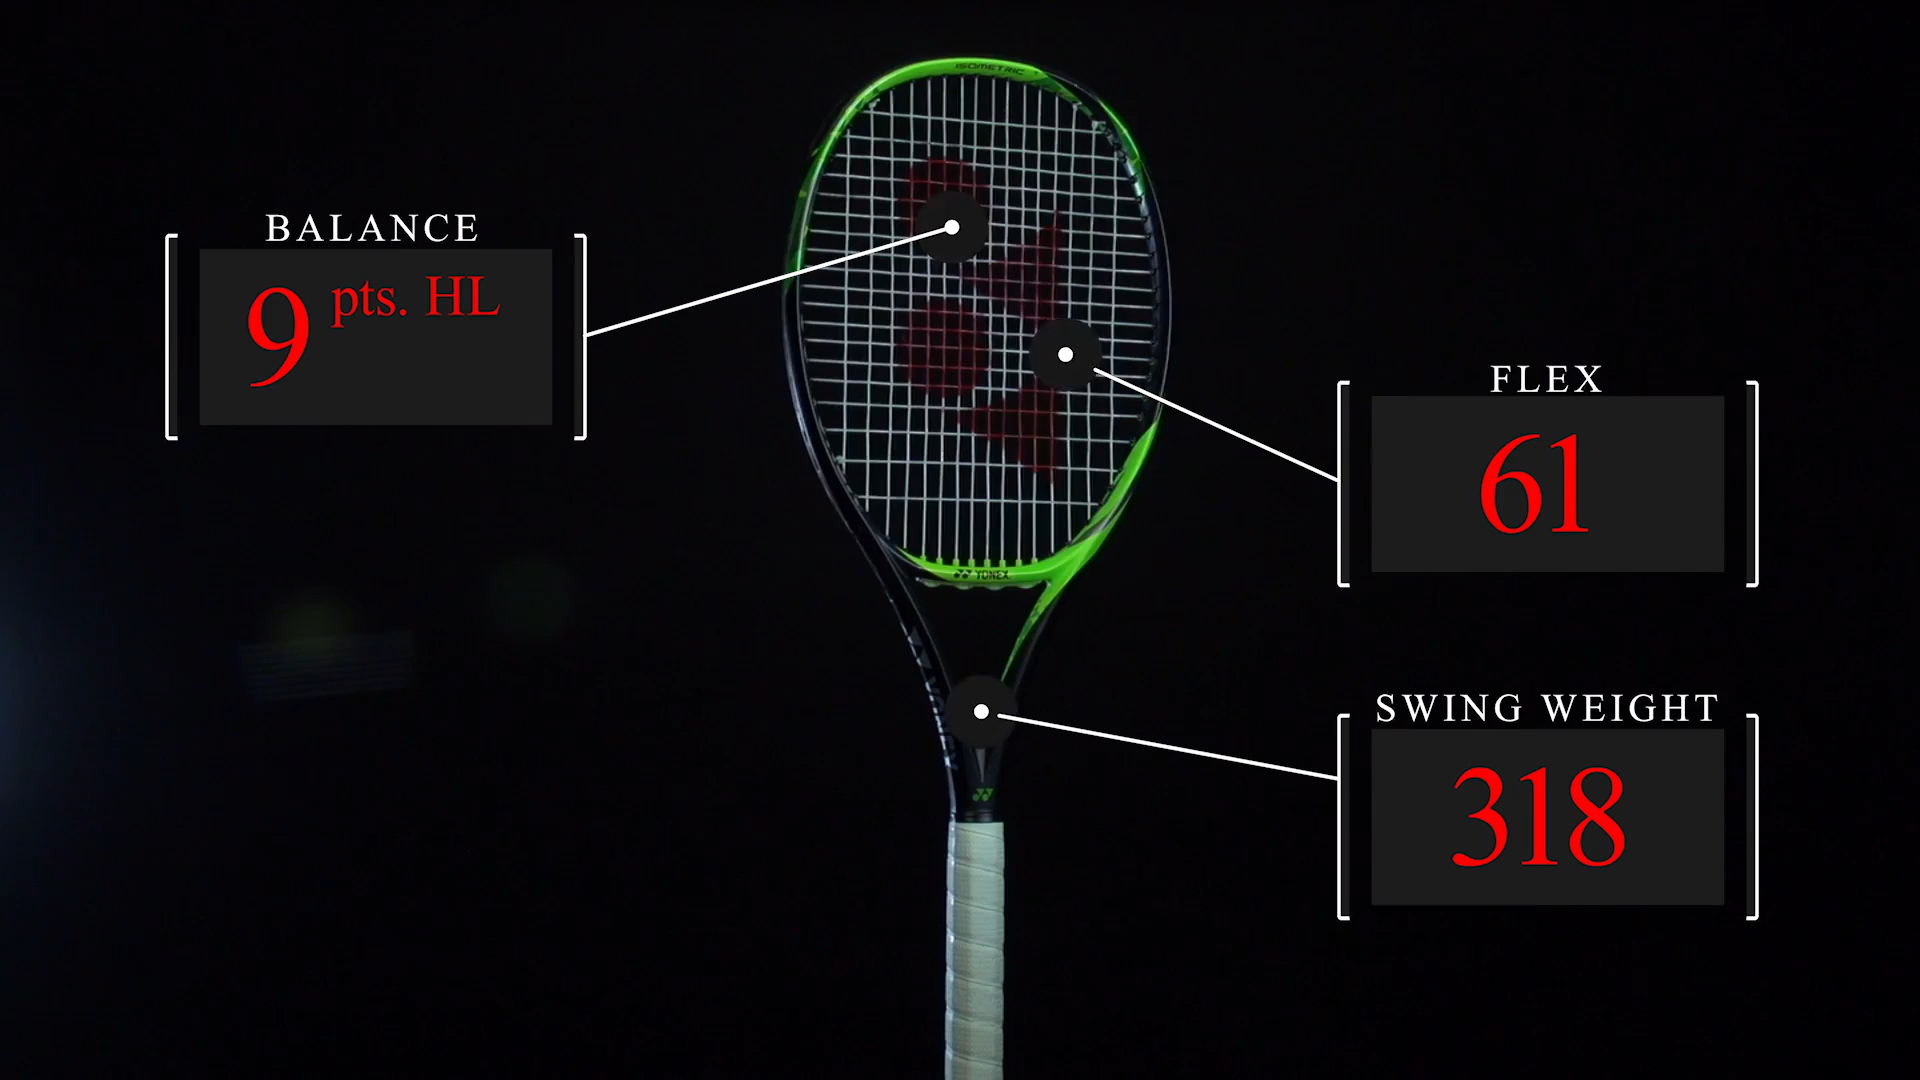 ISOMETRIC
BALANCE
9 pts. HL
FLEX
61
YONEX
SWING WEIGHT
318